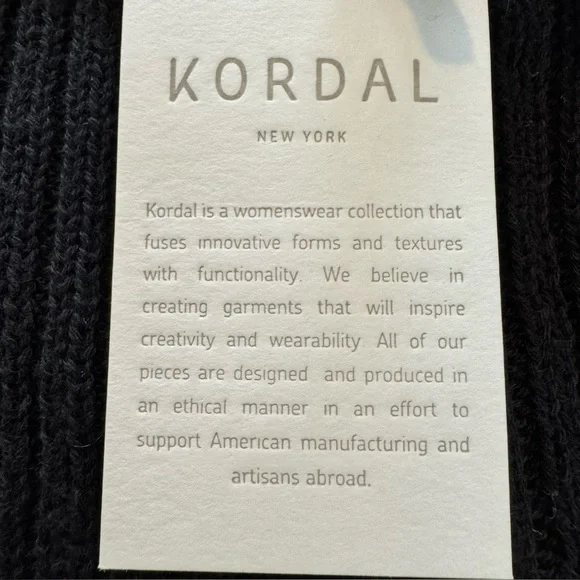 KORDAL
NEW YORK
Kordal is a womenswear collection that
fuses innovative forms and textures
with functionality. We believe in
creating garments that will inspire
creativity and wearability. All of our
pieces are designed and produced in
an ethical manner in an effort to
support American manufacturing and
artisans abroad.